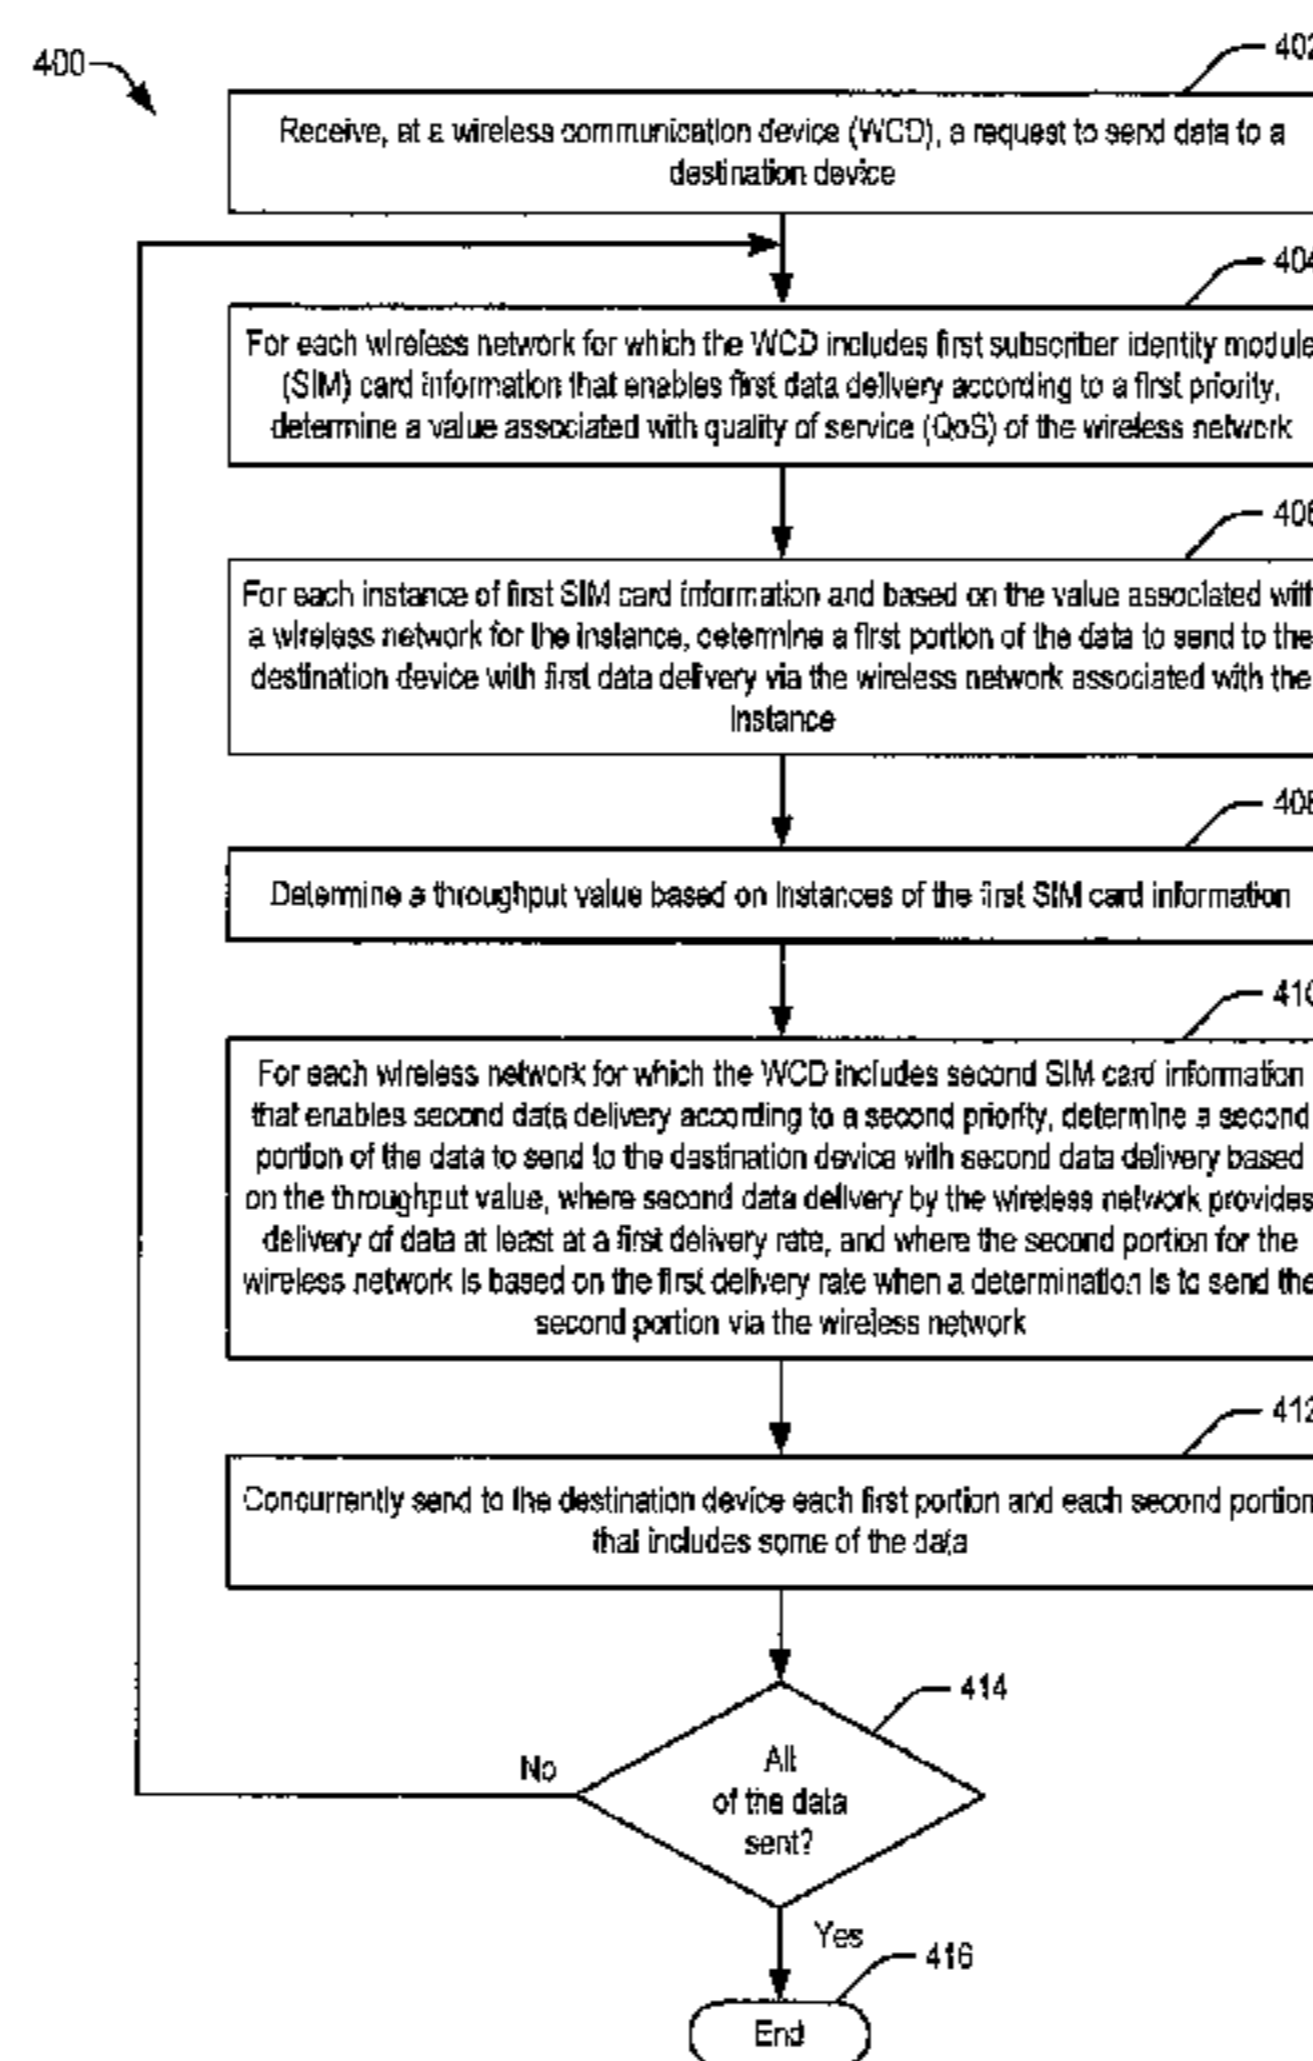 400
402
Receive, at a wireless communication device (WCD), a request to send data to a
destination device
404
For each wireless network for which the WCD includes first subscriber identity module
(SIM) card information that enables first data delivery according to a first priority,
determine a value associated with quality of service (QoS) of the wireless network
406
For each instance of first SIM card information and based on the value associated with
a wireless network for the instance, determine a first portion of the data to send to the
destination device with first data delivery via the wireless network associated with the
instance
408
Determine a throughput value based on instances of the first SIM card information
410
For each wireless network for which the WCD includes second SIM card information
that enables second data delivery according to a second priority, determine a second
portion of the data to send to the destination device with second data delivery based
on the throughput value, where second data delivery by the wireless network provides
delivery of data at least at a first delivery rate, and where the second portion for the
wireless network is based on the first delivery rate when a determination is to send the
second portion via the wireless network
412
Concurrently send to the destination device each first portion and each second portion
that includes some of the data
414
No
All
of the data
sent?
Yes
416
End